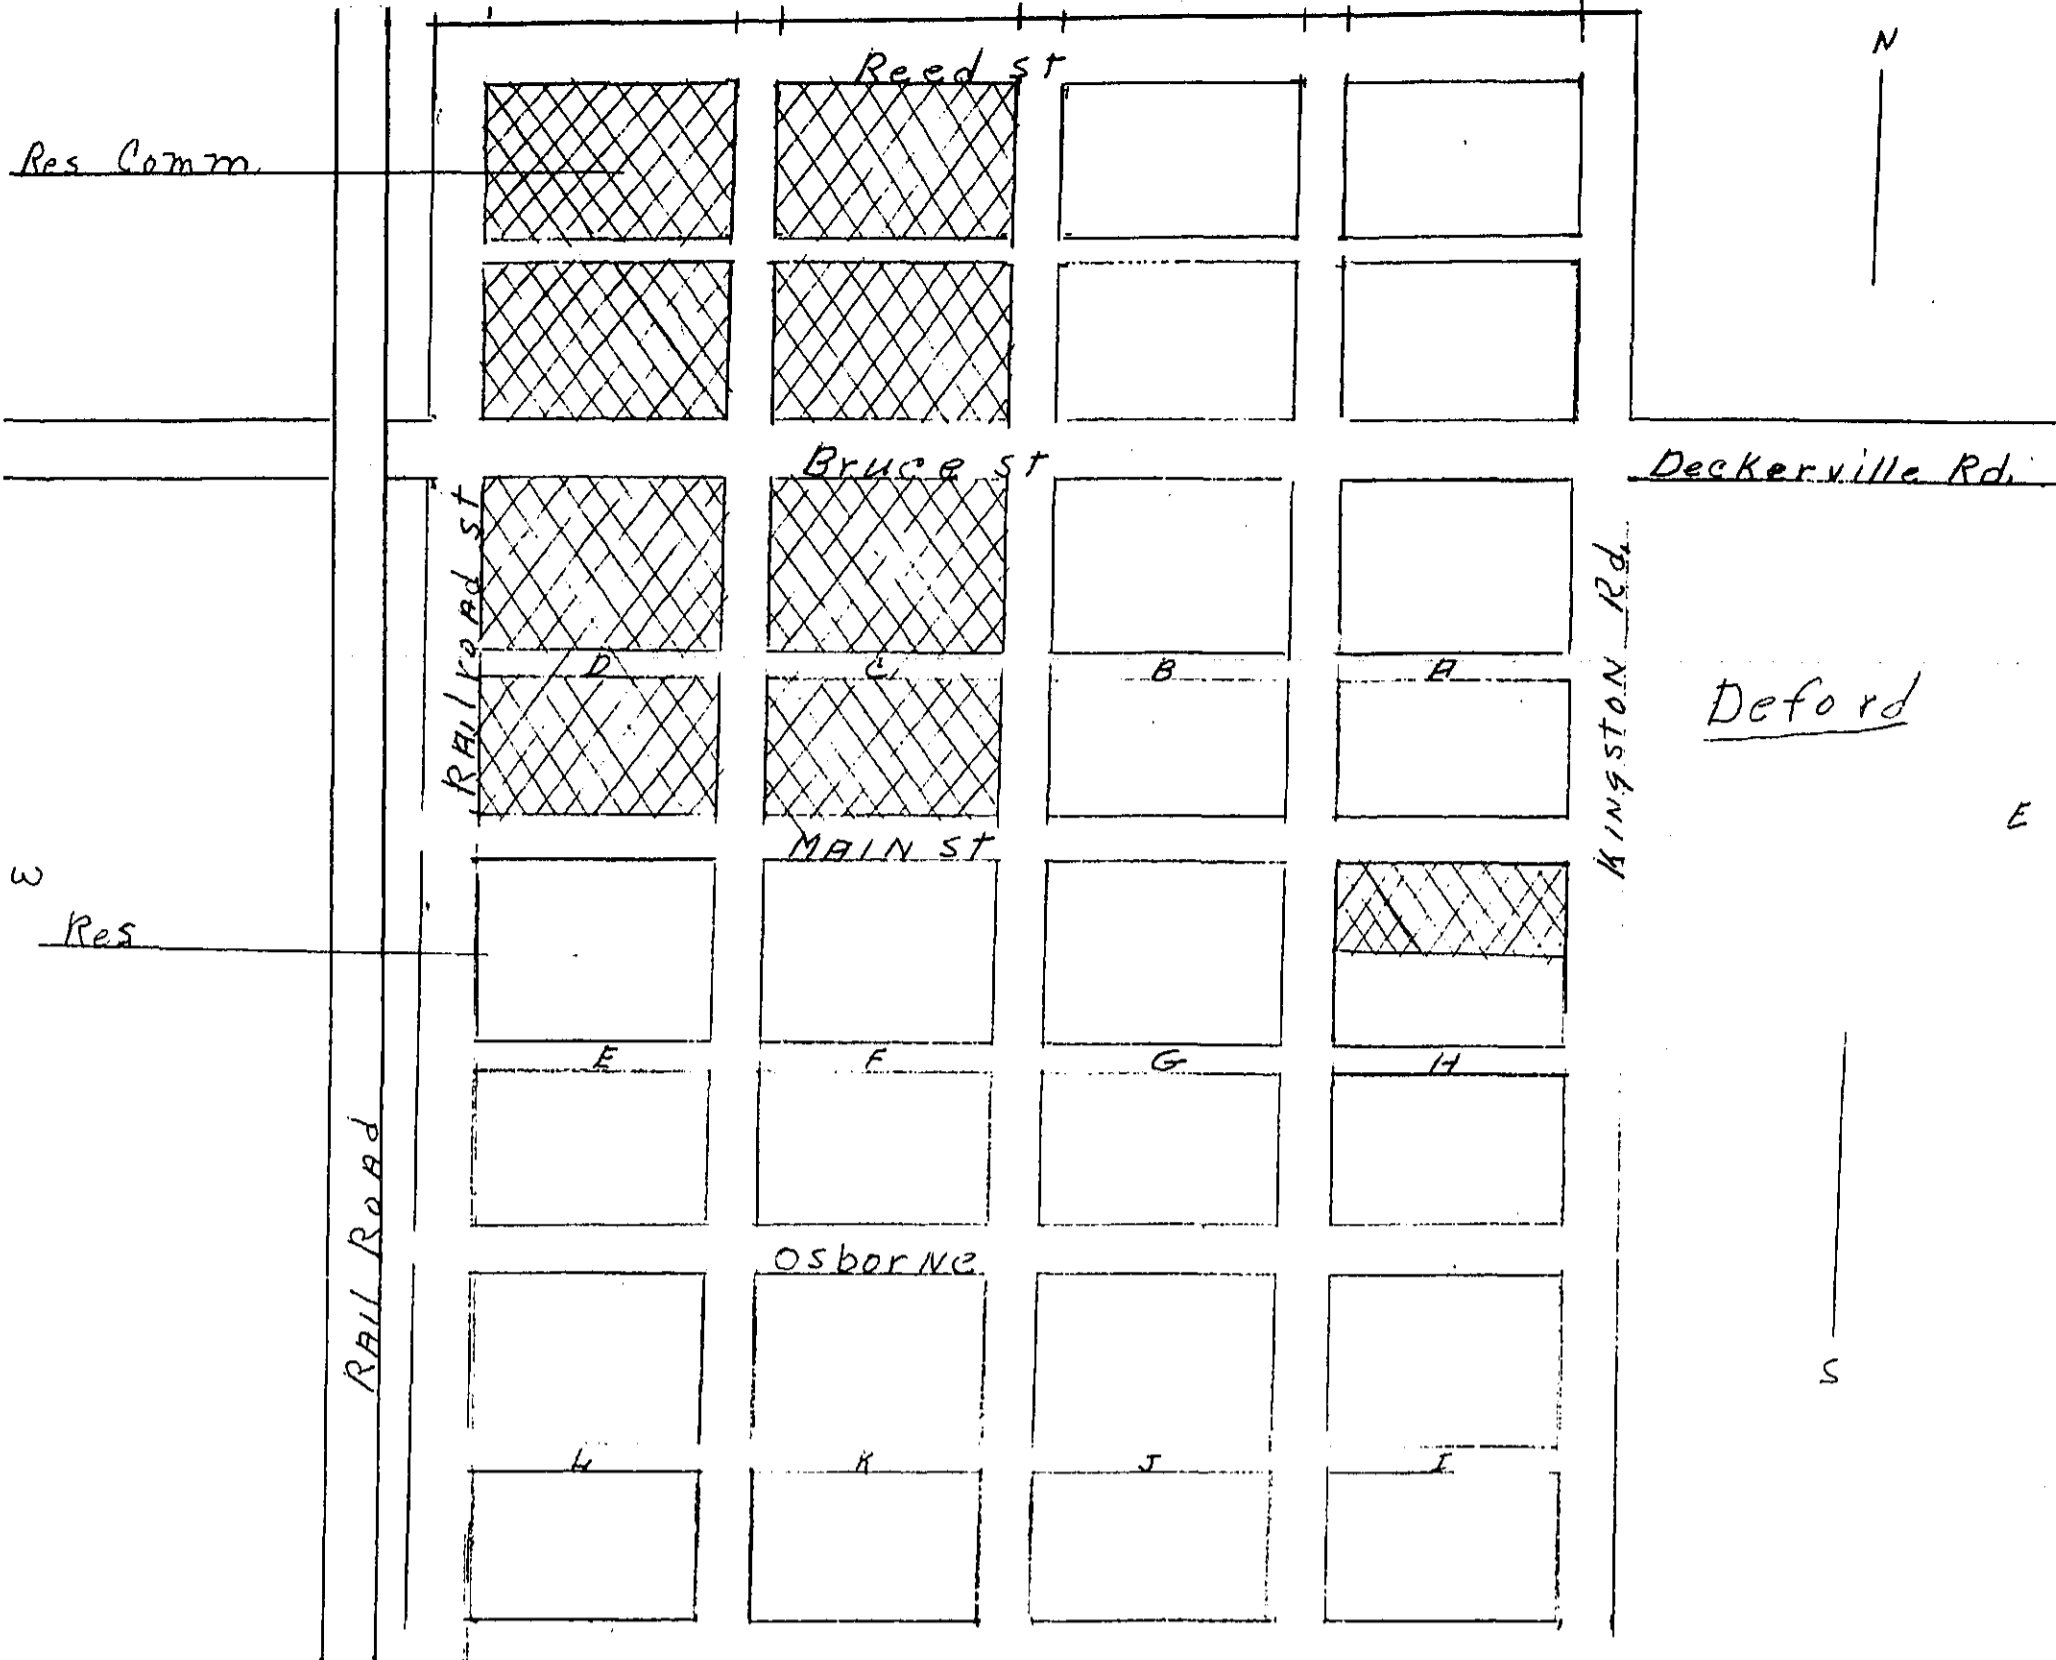 N
Reed St
Res Comm.
Bruce St
Deckerville Rd.
Railroad St
Kingston Rd.
D
C
B
A
Deford
E
Main St
W
Res
E
F
G
H
Rail Road
Osborne
S
L
K
J
I